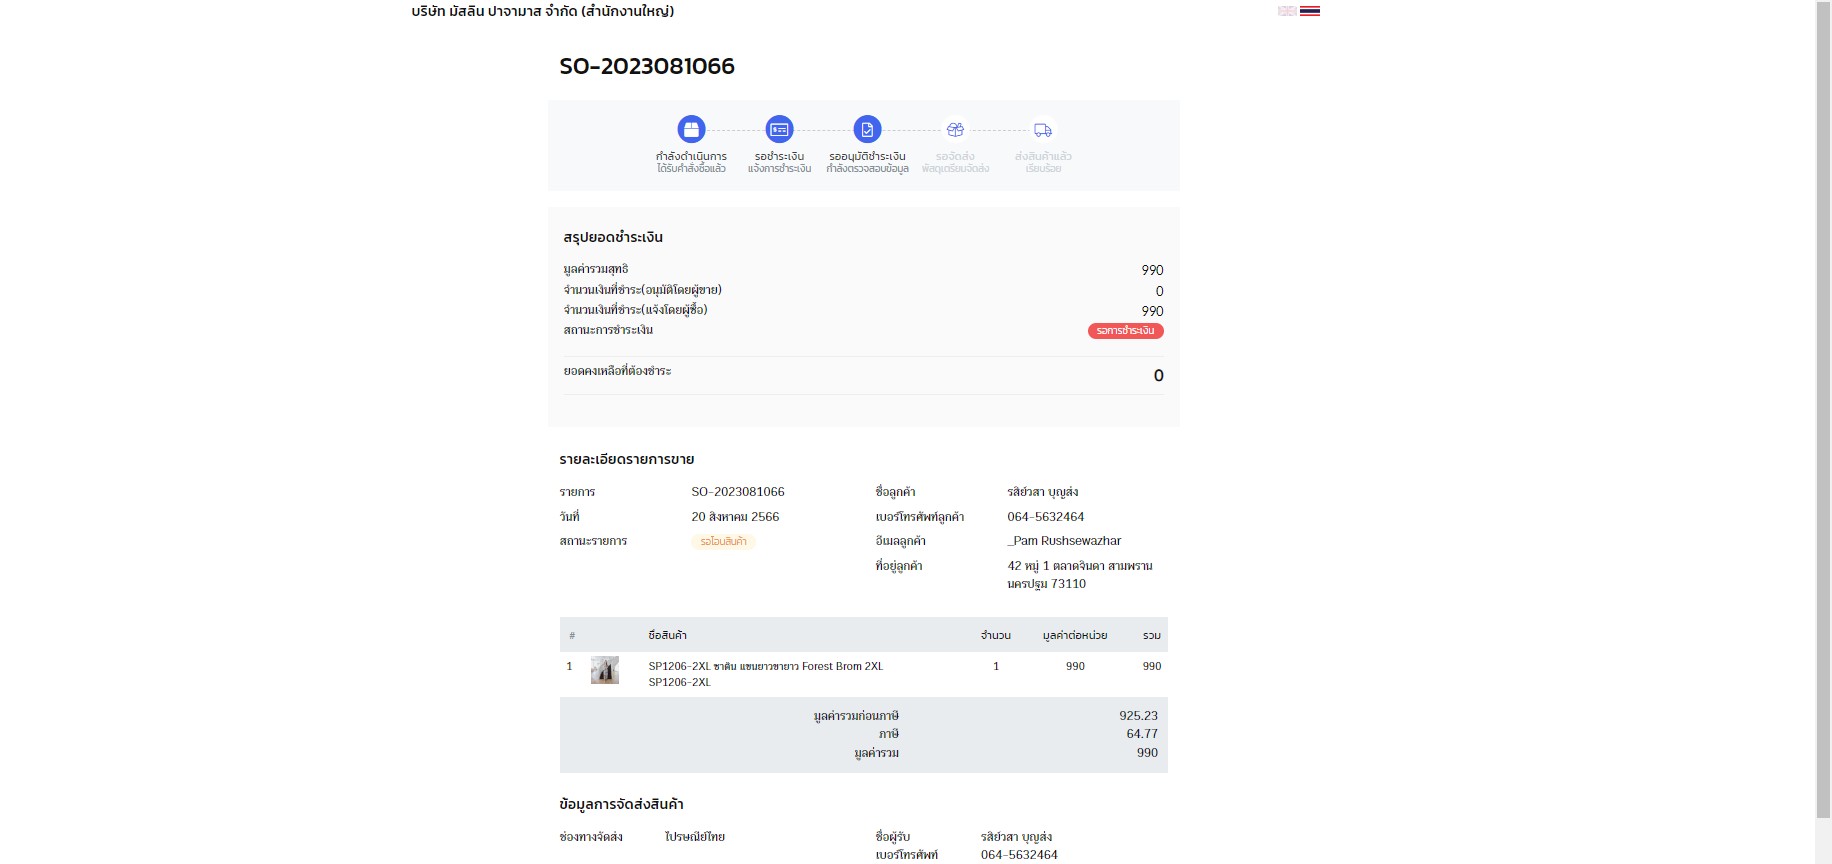 บริษัท มัสลิน ปาจามาส จำกัด (สำนักงานใหญ่)
SO-2023081066
กำลังดำเนินการ รอชำระเงิน รออนุมัติชำระเงิน รอจัดส่ง ส่งสินค้าแล้ว
ได้รับคำสั่งซื้อแล้ว แจ้งการชำระเงิน กำลังตรวจสอบข้อมูล พัสดุเตรียมจัดส่ง เรียบร้อย
สรุปยอดชำระเงิน
มูลค่ารวมสุทธิ 990
จำนวนเงินที่ชำระ(อนุมัติโดยผู้ขาย) 0
จำนวนเงินที่ชำระ(แจ้งโดยผู้ซื้อ) 990
สถานะการชำระเงิน รอการชำระเงิน
ยอดคงเหลือที่ต้องชำระ 0
รายละเอียดรายการขาย
รายการ SO-2023081066 ชื่อลูกค้า รสิย์วสา บุญส่ง
วันที่ 20 สิงหาคม 2566 เบอร์โทรศัพท์ลูกค้า 064-5632464
สถานะรายการ รอโอนสินค้า อีเมลลูกค้า _Pam Rushsewazhar
ที่อยู่ลูกค้า 42 หมู่ 1 ตลาดจินดา สามพราน
นครปฐม 73110
# ชื่อสินค้า จำนวน มูลค่าต่อหน่วย รวม
1 SP1206-2XL ซาติน แขนยาวขายาว Forest Brom 2XL 1 990 990
SP1206-2XL
มูลค่ารวมก่อนภาษี 925.23
ภาษี 64.77
มูลค่ารวม 990
ข้อมูลการจัดส่งสินค้า
ช่องทางจัดส่ง ไปรษณีย์ไทย ชื่อผู้รับ รสิย์วสา บุญส่ง
เบอร์โทรศัพท์ 064-5632464